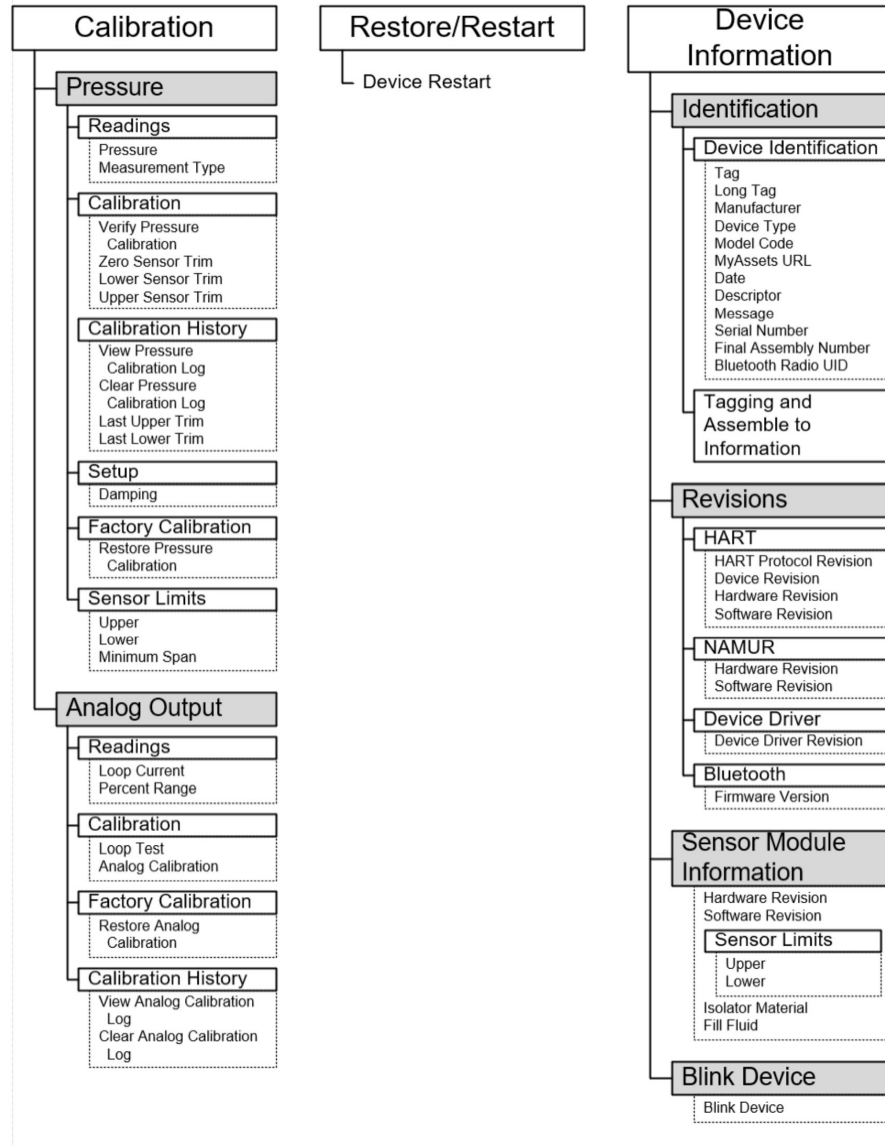 Calibration
Pressure
Readings
Pressure
Measurement Type
Calibration
Verify Pressure
Calibration
Zero Sensor Trim
Lower Sensor Trim
Upper Sensor Trim
Calibration History
View Pressure
Calibration Log
Clear Pressure
Calibration Log
Last Upper Trim
Last Lower Trim
Setup
Damping
Factory Calibration
Restore Pressure
Calibration
Sensor Limits
Upper
Lower
Minimum Span
Analog Output
Readings
Loop Current
Percent Range
Calibration
Loop Test
Analog Calibration
Factory Calibration
Restore Analog
Calibration
Calibration History
View Analog Calibration
Log
Clear Analog Calibration
Log
Restore/Restart
Device Restart
Device
Information
Identification
Device Identification
Tag
Long Tag
Manufacturer
Device Type
Model Code
MyAssets URL
Date
Descriptor
Message
Serial Number
Final Assembly Number
Bluetooth Radio UID
Tagging and
Assemble to
Information
Revisions
HART
HART Protocol Revision
Device Revision
Hardware Revision
Software Revision
NAMUR
Hardware Revision
Software Revision
Device Driver
Device Driver Revision
Bluetooth
Firmware Version
Sensor Module
Information
Hardware Revision
Software Revision
Sensor Limits
Upper
Lower
Isolator Material
Fill Fluid
Blink Device
Blink Device